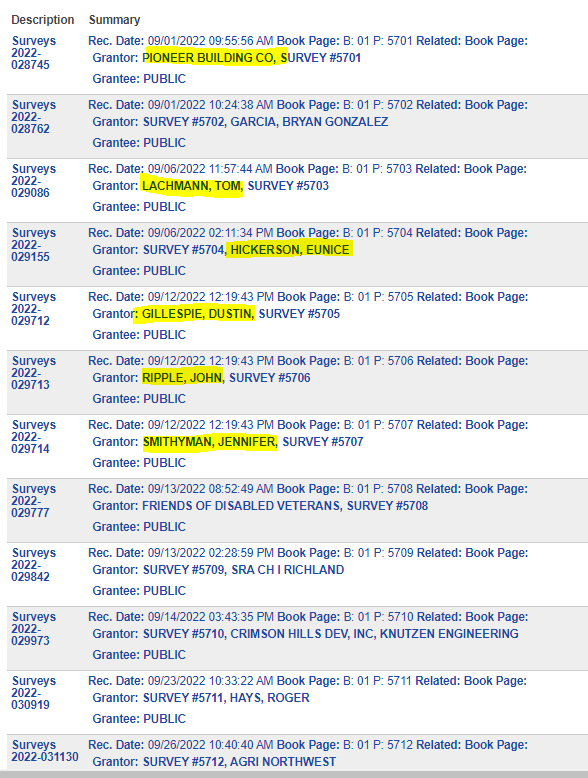 Description Summary
Surveys 2022-028745
Rec. Date: 09/01/2022 09:55:56 AM Book Page: B: 01 P: 5701 Related: Book Page:
Grantor: PIONEER BUILDING CO, SURVEY #5701
Grantee: PUBLIC
Surveys 2022-028762
Rec. Date: 09/01/2022 10:24:38 AM Book Page: B: 01 P: 5702 Related: Book Page:
Grantor: SURVEY #5702, GARCIA, BRYAN GONZALEZ
Grantee: PUBLIC
Surveys 2022-029086
Rec. Date: 09/06/2022 11:57:44 AM Book Page: B: 01 P: 5703 Related: Book Page:
Grantor: LACHMANN, TOM, SURVEY #5703
Grantee: PUBLIC
Surveys 2022-029155
Rec. Date: 09/06/2022 02:11:34 PM Book Page: B: 01 P: 5704 Related: Book Page:
Grantor: SURVEY #5704, HICKERSON, EUNICE
Grantee: PUBLIC
Surveys 2022-029712
Rec. Date: 09/12/2022 12:19:43 PM Book Page: B: 01 P: 5705 Related: Book Page:
Grantor: GILLESPIE, DUSTIN, SURVEY #5705
Grantee: PUBLIC
Surveys 2022-029713
Rec. Date: 09/12/2022 12:19:43 PM Book Page: B: 01 P: 5706 Related: Book Page:
Grantor: RIPPLE, JOHN, SURVEY #5706
Grantee: PUBLIC
Surveys 2022-029714
Rec. Date: 09/12/2022 12:19:43 PM Book Page: B: 01 P: 5707 Related: Book Page:
Grantor: SMITHYMAN, JENNIFER, SURVEY #5707
Grantee: PUBLIC
Surveys 2022-029777
Rec. Date: 09/13/2022 08:52:49 AM Book Page: B: 01 P: 5708 Related: Book Page:
Grantor: FRIENDS OF DISABLED VETERANS, SURVEY #5708
Grantee: PUBLIC
Surveys 2022-029842
Rec. Date: 09/13/2022 02:28:59 PM Book Page: B: 01 P: 5709 Related: Book Page:
Grantor: SURVEY #5709, SRA CH I RICHLAND
Grantee: PUBLIC
Surveys 2022-029973
Rec. Date: 09/14/2022 03:43:35 PM Book Page: B: 01 P: 5710 Related: Book Page:
Grantor: SURVEY #5710, CRIMSON HILLS DEV, INC, KNUTZEN ENGINEERING
Grantee: PUBLIC
Surveys 2022-030919
Rec. Date: 09/23/2022 10:33:22 AM Book Page: B: 01 P: 5711 Related: Book Page:
Grantor: SURVEY #5711, HAYS, ROGER
Grantee: PUBLIC
Surveys 2022-031130
Rec. Date: 09/26/2022 10:40:40 AM Book Page: B: 01 P: 5712 Related: Book Page:
Grantor: SURVEY #5712, AGRI NORTHWEST